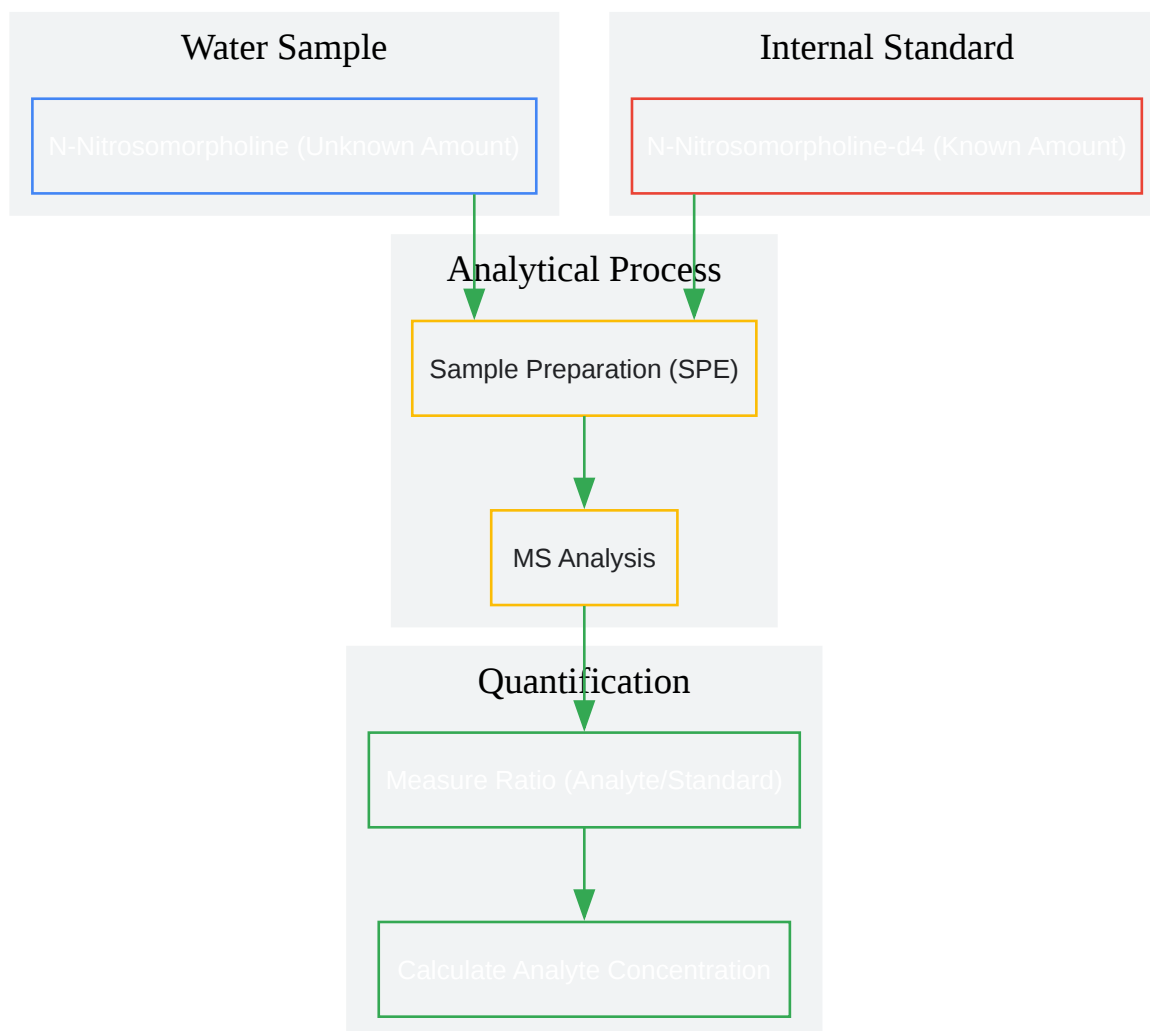 Water Sample
Internal Standard
N-Nitrosomorpholine (Unknown Amount)
N-Nitrosomorpholine-d4 (Known Amount)
Analytical Process
Sample Preparation (SPE)
MS Analysis
Quantification
Measure Ratio (Analyte/Standard)
Calculate Analyte Concentration